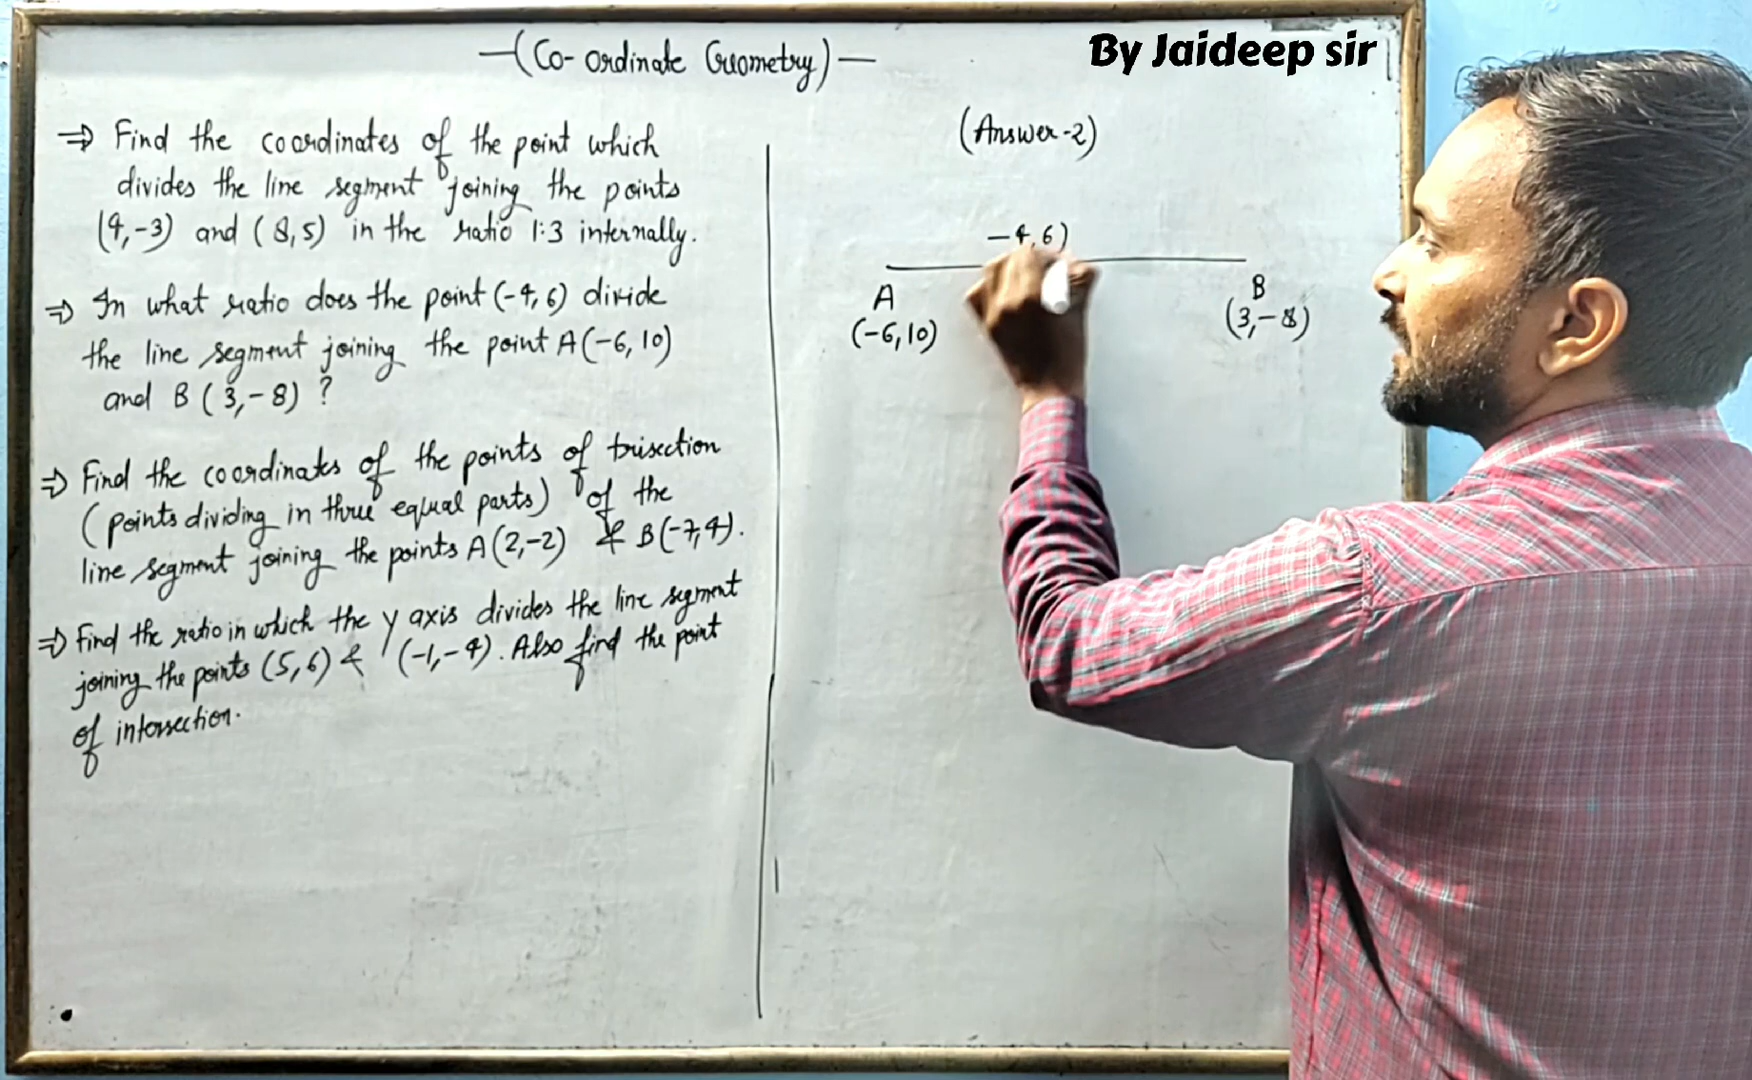 —(Co-ordinate Geometry)—
By Jaideep sir
⇒ Find the coordinates of the point which
divides the line segment joining the points
(4,-3) and (8,5) in the ratio 1:3 internally.
⇒ In what ratio does the point (-4,6) divide
the line segment joining the point A(-6,10)
and B(3,-8)?
⇒ Find the coordinates of the points of trisection
(points dividing in three equal parts) of the
line segment joining the points A(2,-2) & B(-7,4).
⇒ Find the ratio in which the y axis divides the line segment
joining the points (5,6) & (-1,-4). Also find the point
of intersection.
(Answer-2)
-4,6)
A
(-6,10)
B
(3,-8)